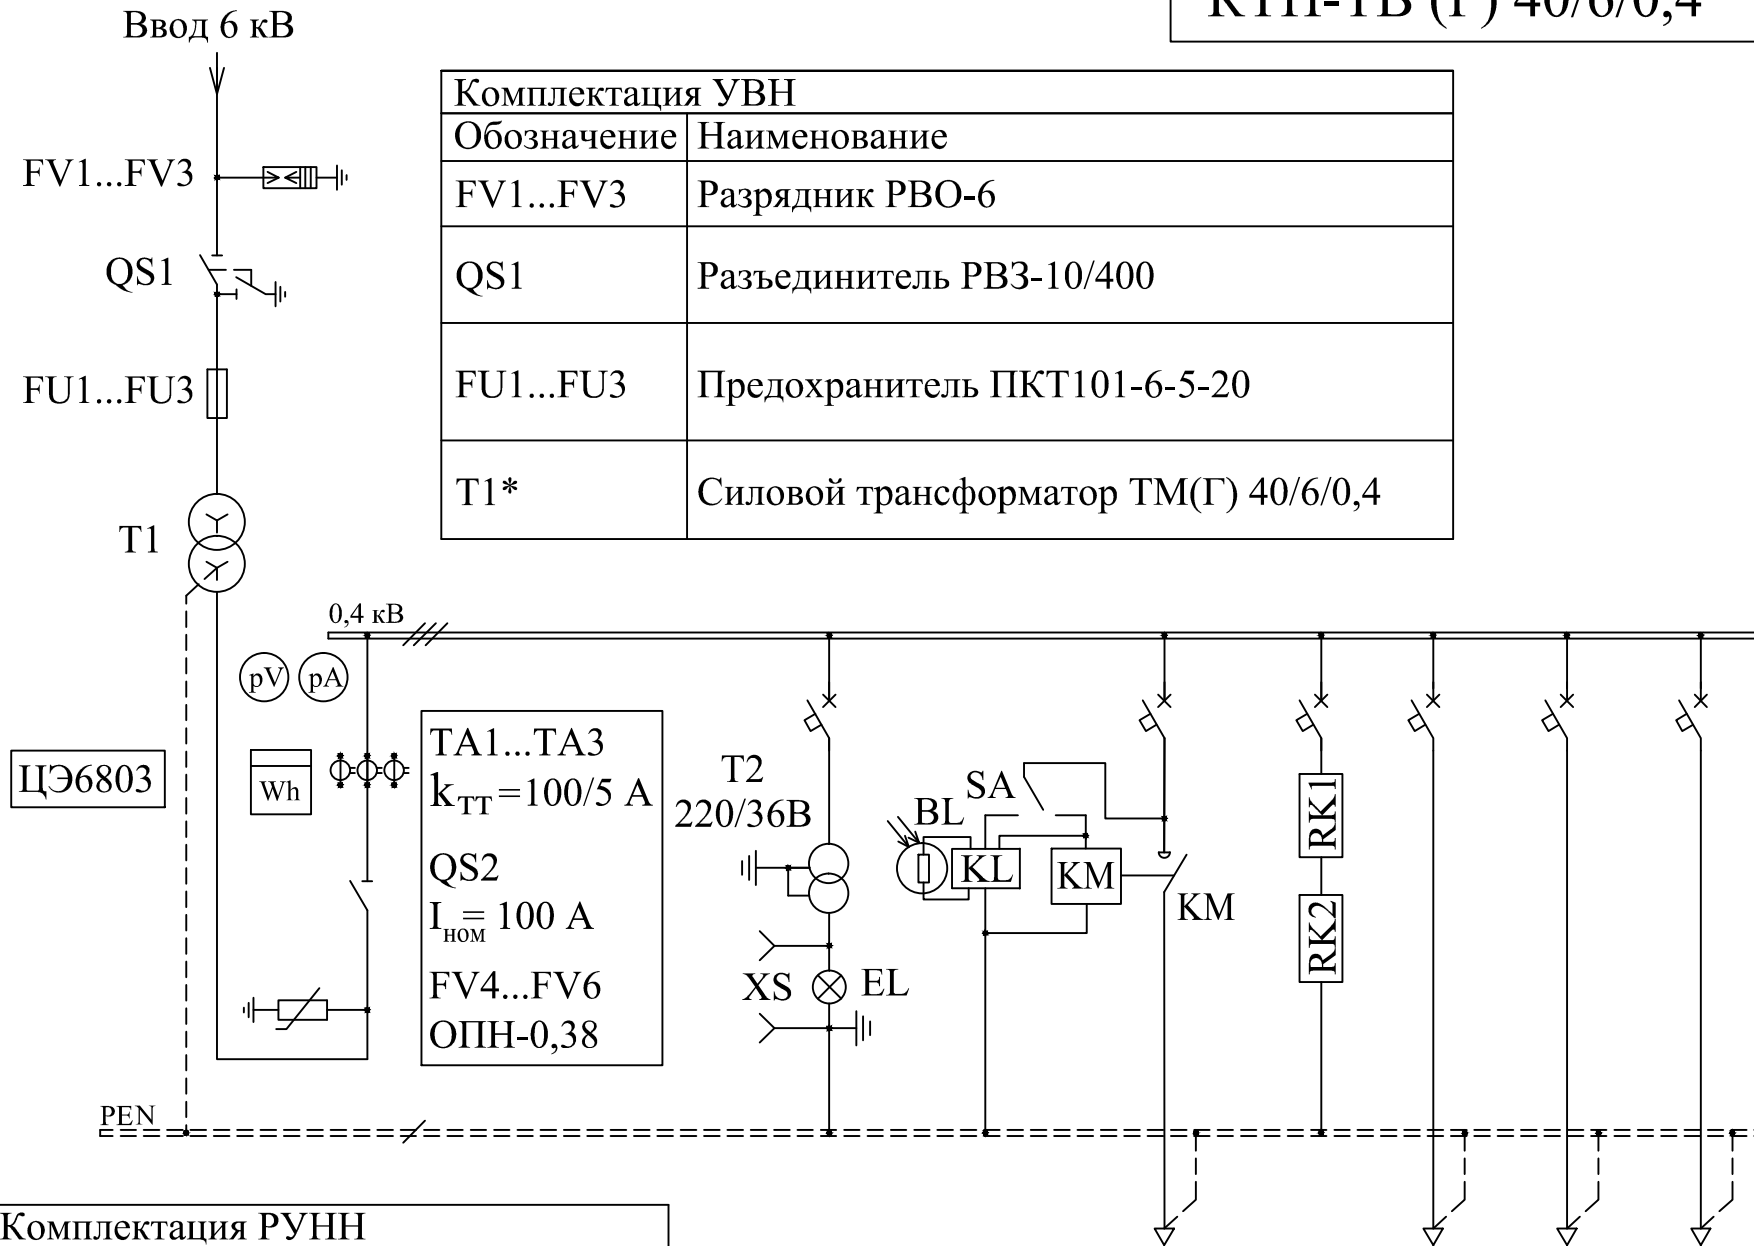 КТП-ТВ (Г) 40/6/0,4
Ввод 6 кВ
Комплектация УВН
Обозначение Наименование
FV1...FV3 Разрядник РВО-6
QS1 Разъединитель РВЗ-10/400
FU1...FU3 Предохранитель ПКТ101-6-5-20
T1* Силовой трансформатор ТМ(Г) 40/6/0,4
FV1...FV3
QS1
FU1...FU3
T1
0,4 кВ
pV pA
ЦЭ6803
Wh
TA1...TA3
kТТ=100/5 А
QS2
Iном= 100 А
FV4...FV6
ОПН-0,38
T2
220/36В
XS
EL
BL
SA
KL
KM
KM
RK1
RK2
PEN
Комплектация РУНН